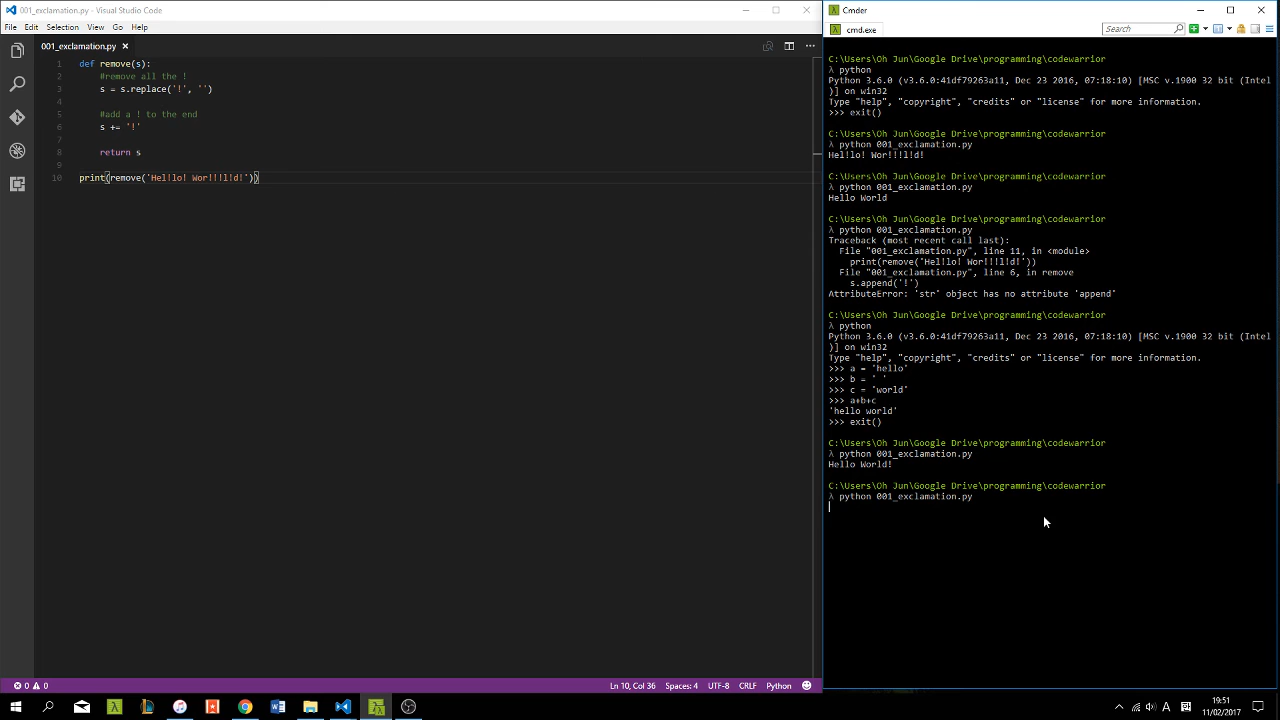 001_exclamation.py - Visual Studio Code
File Edit Selection View Go Help
001_exclamation.py
1 def remove(s):
2 #remove all the !
3 s = s.replace('!', '')
4
5 #add a ! to the end
6 s += '!'
7
8 return s
9
10 print(remove('Hel!lo! Wor!!!l!d!'))
0 0
Ln 10, Col 36 Spaces: 4 UTF-8 CRLF Python
Cmder
cmd.exe
Search
C:\Users\Oh Jun\Google Drive\programming\codewarrior
λ python
Python 3.6.0 (v3.6.0:41df79263a11, Dec 23 2016, 07:18:10) [MSC v.1900 32 bit (Intel
)] on win32
Type "help", "copyright", "credits" or "license" for more information.
>>> exit()
C:\Users\Oh Jun\Google Drive\programming\codewarrior
λ python 001_exclamation.py
Hel!lo! Wor!!!l!d!
C:\Users\Oh Jun\Google Drive\programming\codewarrior
λ python 001_exclamation.py
Hello World
C:\Users\Oh Jun\Google Drive\programming\codewarrior
λ python 001_exclamation.py
Traceback (most recent call last):
File "001_exclamation.py", line 11, in <module>
print(remove('Hel!lo! Wor!!!l!d!'))
File "001_exclamation.py", line 6, in remove
s.append('!')
AttributeError: 'str' object has no attribute 'append'
C:\Users\Oh Jun\Google Drive\programming\codewarrior
λ python
Python 3.6.0 (v3.6.0:41df79263a11, Dec 23 2016, 07:18:10) [MSC v.1900 32 bit (Intel
)] on win32
Type "help", "copyright", "credits" or "license" for more information.
>>> a = 'hello'
>>> b = ' '
>>> c = 'world'
>>> a+b+c
'hello world'
>>> exit()
C:\Users\Oh Jun\Google Drive\programming\codewarrior
λ python 001_exclamation.py
Hello World!
C:\Users\Oh Jun\Google Drive\programming\codewarrior
λ python 001_exclamation.py
A
19:51
11/02/2017